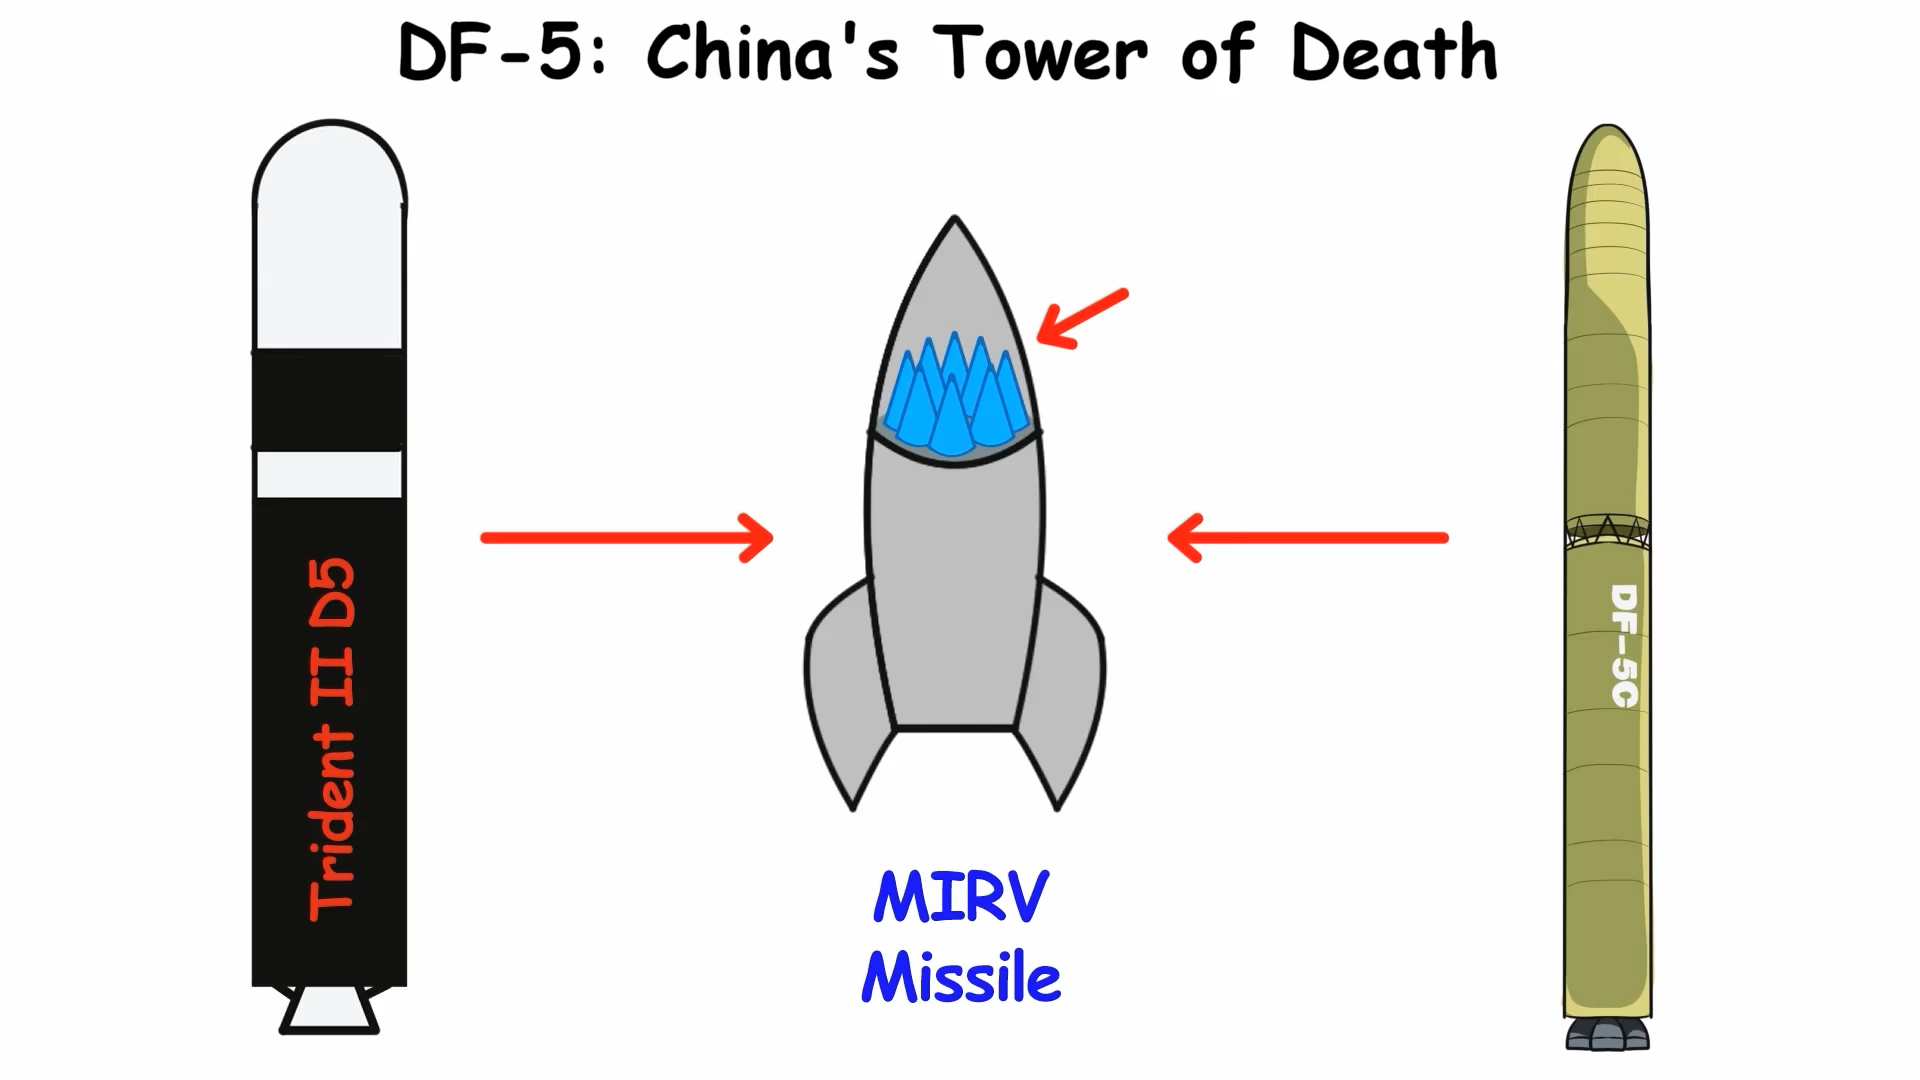 DF-5: China's Tower of Death
Trident II D5
DF-5C
MIRV
Missile